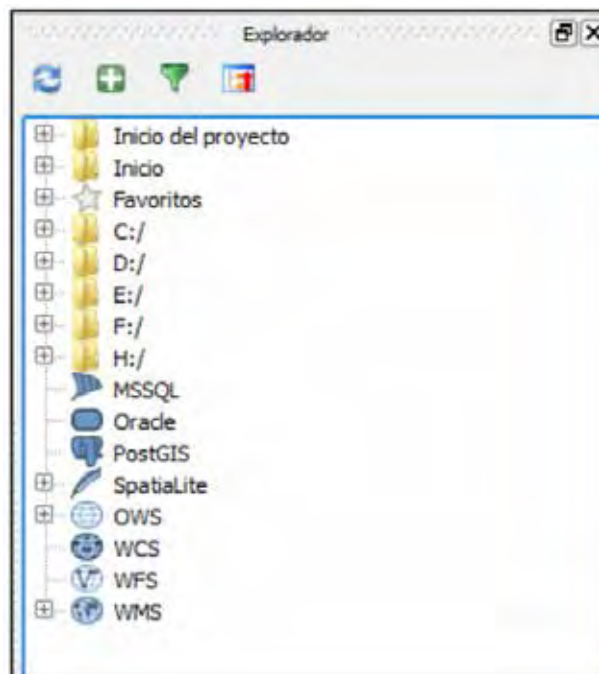 Explorador
Inicio del proyecto
Inicio
Favoritos
C:/
D:/
E:/
F:/
H:/
MSSQL
Oracle
PostGIS
SpatiaLite
OWS
WCS
WFS
WMS